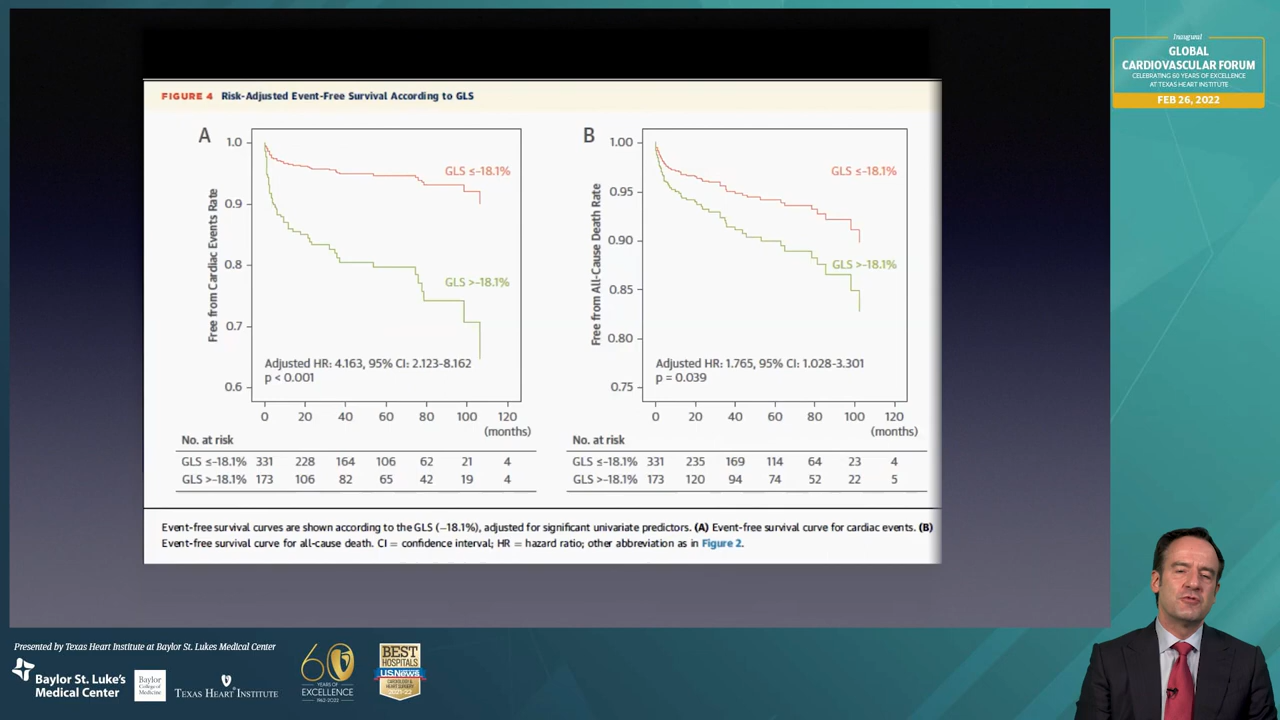 Inaugural
GLOBAL
CARDIOVASCULAR FORUM
CELEBRATING 60 YEARS OF EXCELLENCE
AT TEXAS HEART INSTITUTE
FEB 26, 2022
FIGURE 4 Risk-Adjusted Event-Free Survival According to GLS
A
Free from Cardiac Events Rate
1.0
0.9
0.8
0.7
0.6
GLS ≤-18.1%
GLS >-18.1%
Adjusted HR: 4.163, 95% CI: 2.123-8.162
p < 0.001
0 20 40 60 80 100 120
(months)
No. at risk
GLS ≤-18.1% 331 228 164 106 62 21 4
GLS >-18.1% 173 106 82 65 42 19 4
B
Free from All-Cause Death Rate
1.00
0.95
0.90
0.85
0.80
0.75
GLS ≤-18.1%
GLS >-18.1%
Adjusted HR: 1.765, 95% CI: 1.028-3.301
p = 0.039
0 20 40 60 80 100 120
(months)
No. at risk
GLS ≤-18.1% 331 235 169 114 64 23 4
GLS >-18.1% 173 120 94 74 52 22 5
Event-free survival curves are shown according to the GLS (−18.1%), adjusted for significant univariate predictors. (A) Event-free survival curve for cardiac events. (B)
Event-free survival curve for all-cause death. CI = confidence interval; HR = hazard ratio; other abbreviation as in Figure 2.
Presented by Texas Heart Institute at Baylor St. Lukes Medical Center
Baylor St. Luke's
Medical Center
Baylor
College of
Medicine
TEXAS HEART INSTITUTE
60
YEARS OF
EXCELLENCE
1962-2022
BEST
HOSPITALS
U.S.News
CARDIOLOGY &
HEART SURGERY
2021-22